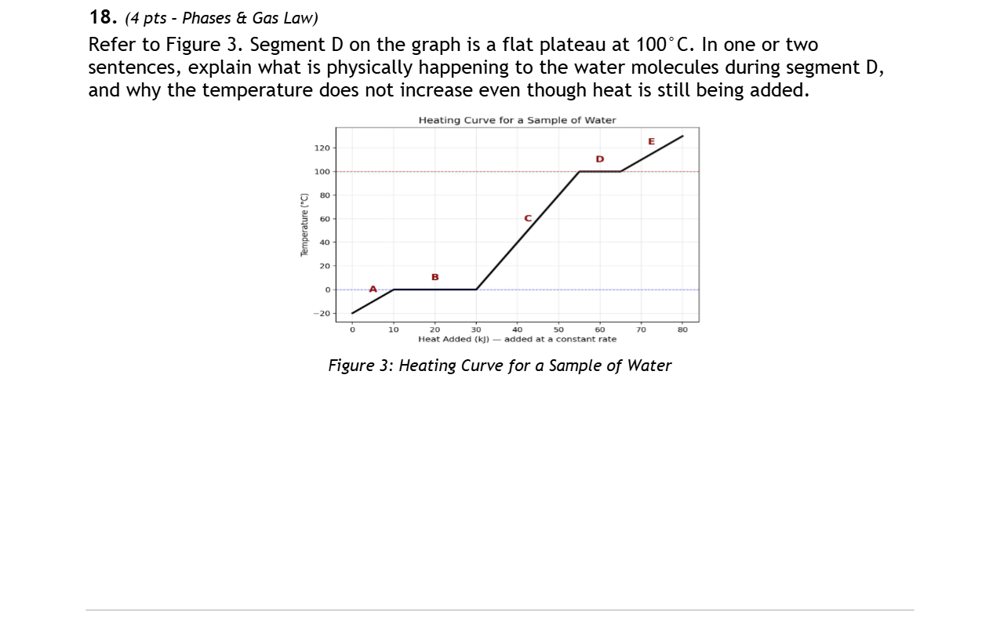 18. (4 pts - Phases & Gas Law)
Refer to Figure 3. Segment D on the graph is a flat plateau at 100°C. In one or two
sentences, explain what is physically happening to the water molecules during segment D,
and why the temperature does not increase even though heat is still being added.
Heating Curve for a Sample of Water
Temperature (°C)
120
100
80
60
40
20
0
−20
A
B
C
D
E
0 10 20 30 40 50 60 70 80
Heat Added (kJ) — added at a constant rate
Figure 3: Heating Curve for a Sample of Water